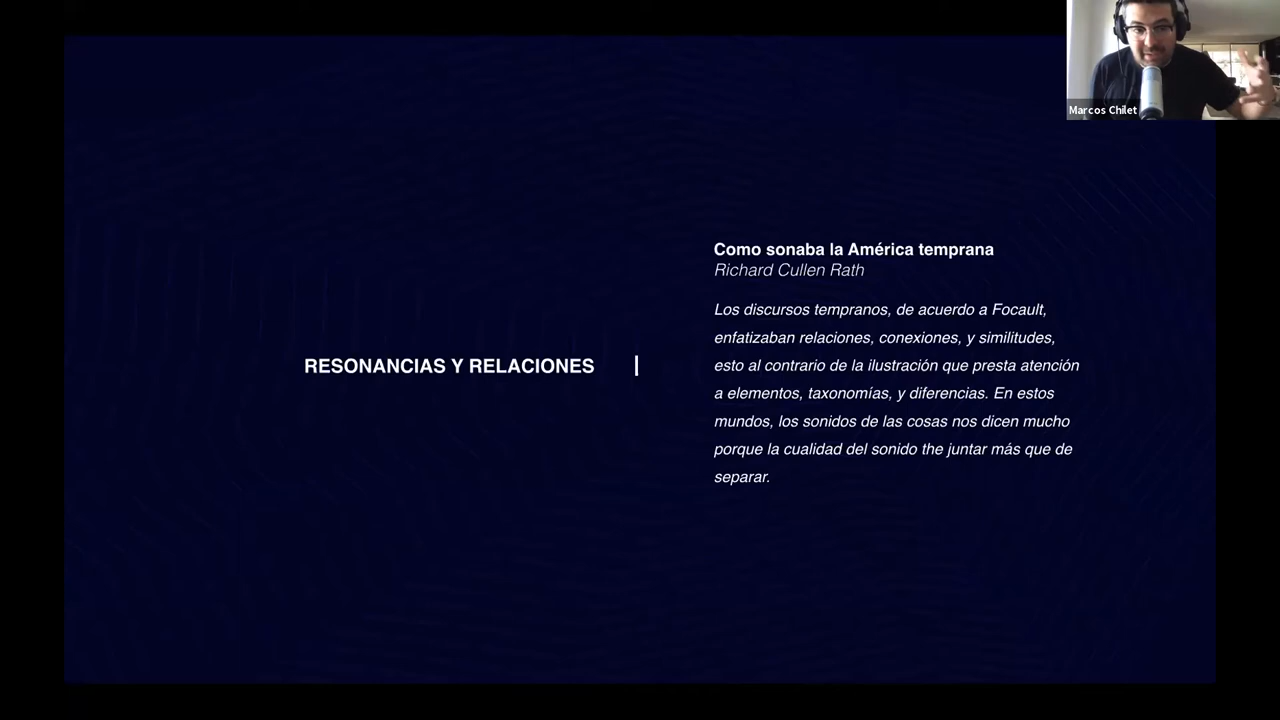 Marcos Chilet
RESONANCIAS Y RELACIONES
Como sonaba la América temprana
Richard Cullen Rath
Los discursos tempranos, de acuerdo a Focault,
enfatizaban relaciones, conexiones, y similitudes,
esto al contrario de la ilustración que presta atención
a elementos, taxonomías, y diferencias. En estos
mundos, los sonidos de las cosas nos dicen mucho
porque la cualidad del sonido the juntar más que de
separar.